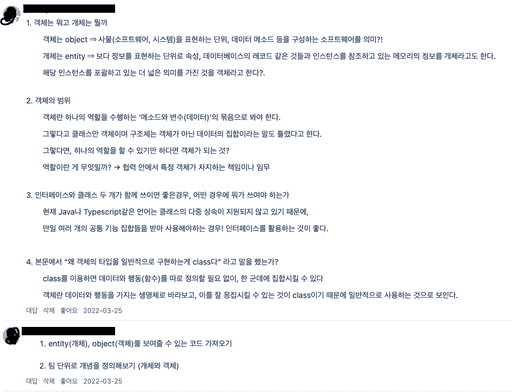 1. 객체는 뭐고 개체는 뭘까
객체는 object ⇒ 사물(소프트웨어, 시스템)을 표현하는 단위, 데이터 메소드 등을 구성하는 소프트웨어를 의미?!
개체는 entity ⇒ 보다 정보를 표현하는 단위로 속성, 데이터베이스의 레코드 같은 것들과 인스턴스를 참조하고 있는 메모리의 정보를 개체라고도 한다.
해당 인스턴스를 포괄하고 있는 더 넓은 의미를 가진 것을 객체라고 한다?.
2. 객체의 범위
객체란 하나의 역할을 수행하는 '메소드와 변수(데이터)'의 묶음으로 봐야 한다.
그렇다고 클래스만 객체이며 구조체는 객체가 아닌 데이터의 집합이라는 말도 틀렸다고 한다.
그렇다면, 하나의 역할을 할 수 있기만 하다면 객체가 되는 것?
역할이란 게 무엇일까? → 협력 안에서 특정 객체가 차지하는 책임이나 임무
3. 인터페이스와 클래스 두 개가 함께 쓰이면 좋은경우, 어떤 경우에 뭐가 쓰여야 하는가
현재 Java나 Typescript같은 언어는 클래스의 다중 상속이 지원되지 않고 있기 때문에,
만일 여러 개의 공통 기능 집합들을 받아 사용해야하는 경우! 인터페이스를 활용하는 것이 좋다.
4. 본문에서 "왜 객체의 타입을 일반적으로 구현하는게 class다" 라고 말을 했는가?
class를 이용하면 데이터와 행동(함수)를 따로 정의할 필요 없이, 한 군데에 집합시킬 수 있다
객체란 데이터와 행동을 가지는 생명체로 바라보고, 이를 잘 응집시킬 수 있는 것이 class이기 때문에 일반적으로 사용하는 것으로 보인다.
대답 삭제 좋아요 2022-03-25
1. entity(개체), object(객체)를 보여줄 수 있는 코드 가져오기
2. 팀 단위로 개념을 정의해보기 (개체와 객체)
대답 삭제 좋아요 2022-03-25